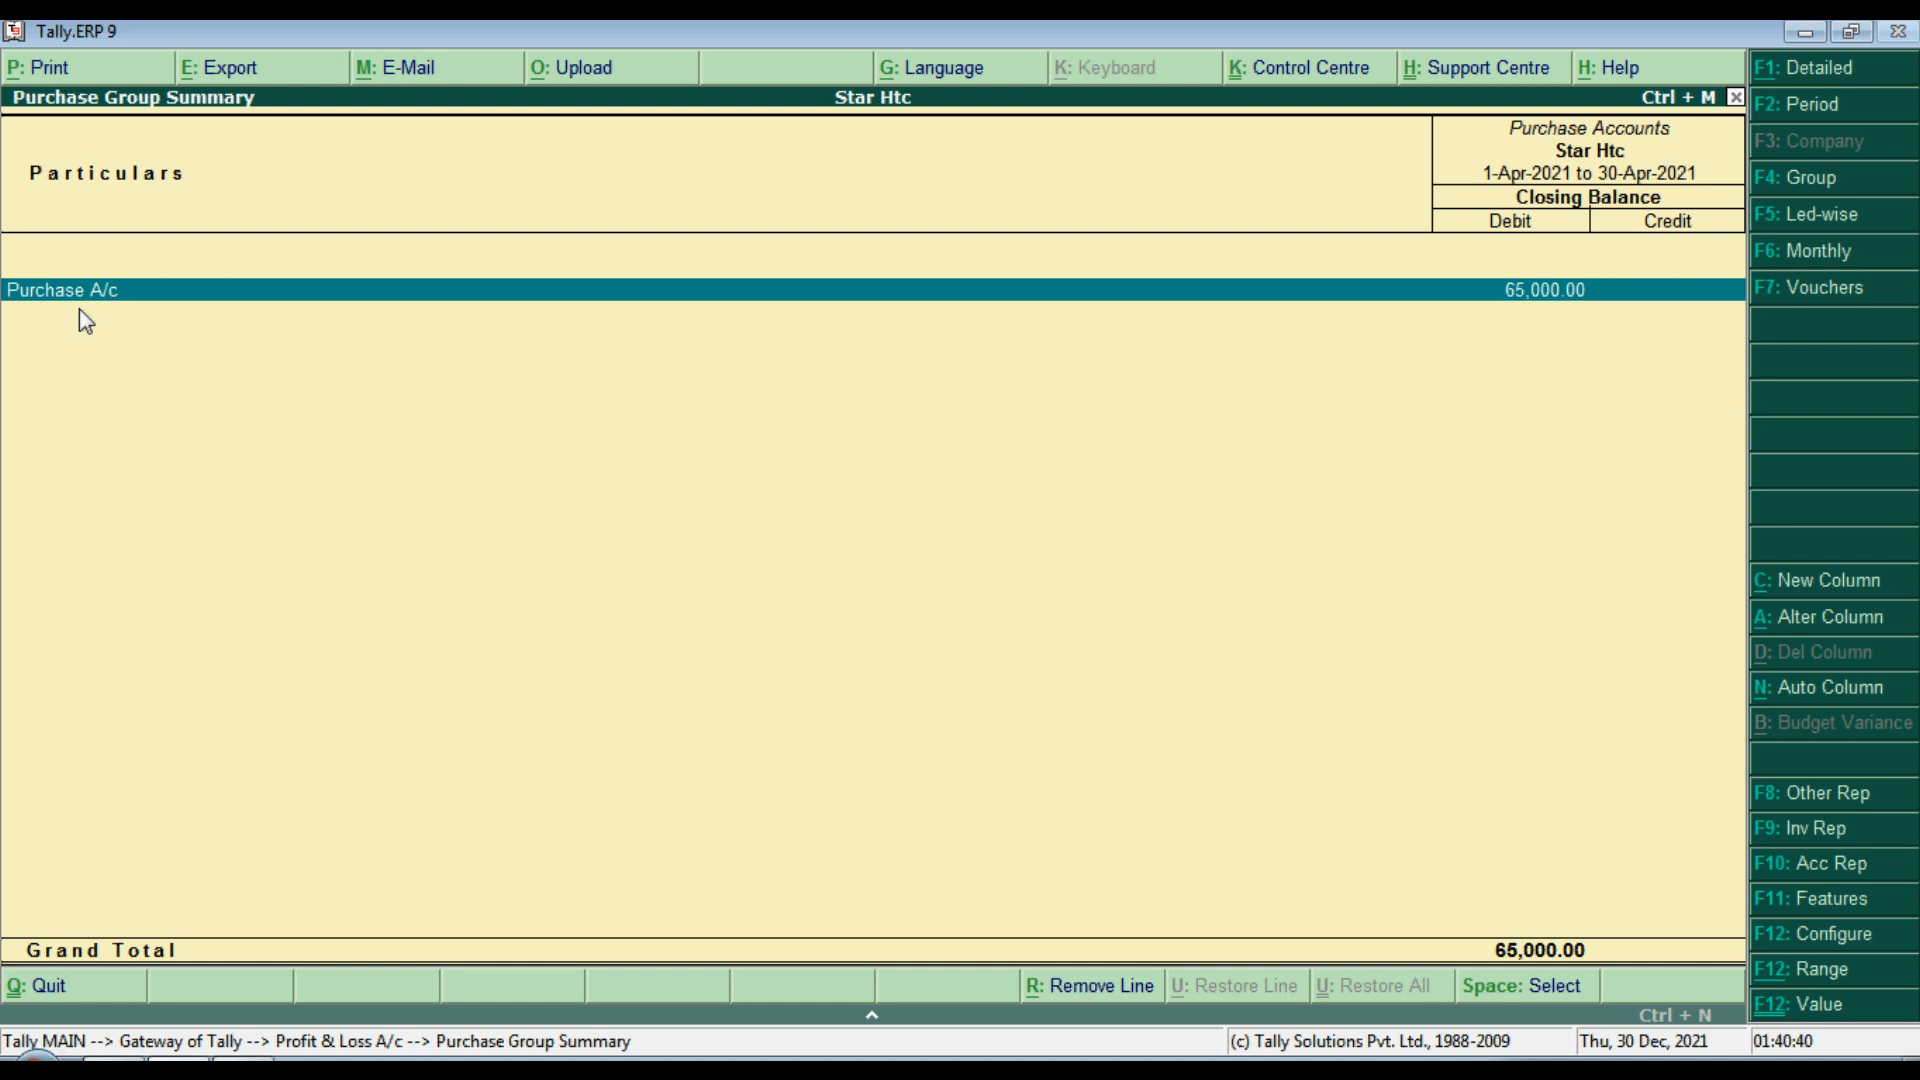 Tally.ERP 9
P: Print E: Export M: E-Mail O: Upload G: Language K: Keyboard K: Control Centre H: Support Centre H: Help
Purchase Group Summary Star Htc Ctrl + M
Particulars
Purchase Accounts
Star Htc
1-Apr-2021 to 30-Apr-2021
Closing Balance
Debit Credit
Purchase A/c 65,000.00
Grand Total 65,000.00
Q: Quit R: Remove Line U: Restore Line U: Restore All Space: Select
Ctrl + N
Tally MAIN --> Gateway of Tally --> Profit & Loss A/c --> Purchase Group Summary (c) Tally Solutions Pvt. Ltd., 1988-2009 Thu, 30 Dec, 2021 01:40:40
F1: Detailed
F2: Period
F3: Company
F4: Group
F5: Led-wise
F6: Monthly
F7: Vouchers
C: New Column
A: Alter Column
D: Del Column
N: Auto Column
B: Budget Variance
F8: Other Rep
F9: Inv Rep
F10: Acc Rep
F11: Features
F12: Configure
F12: Range
F12: Value